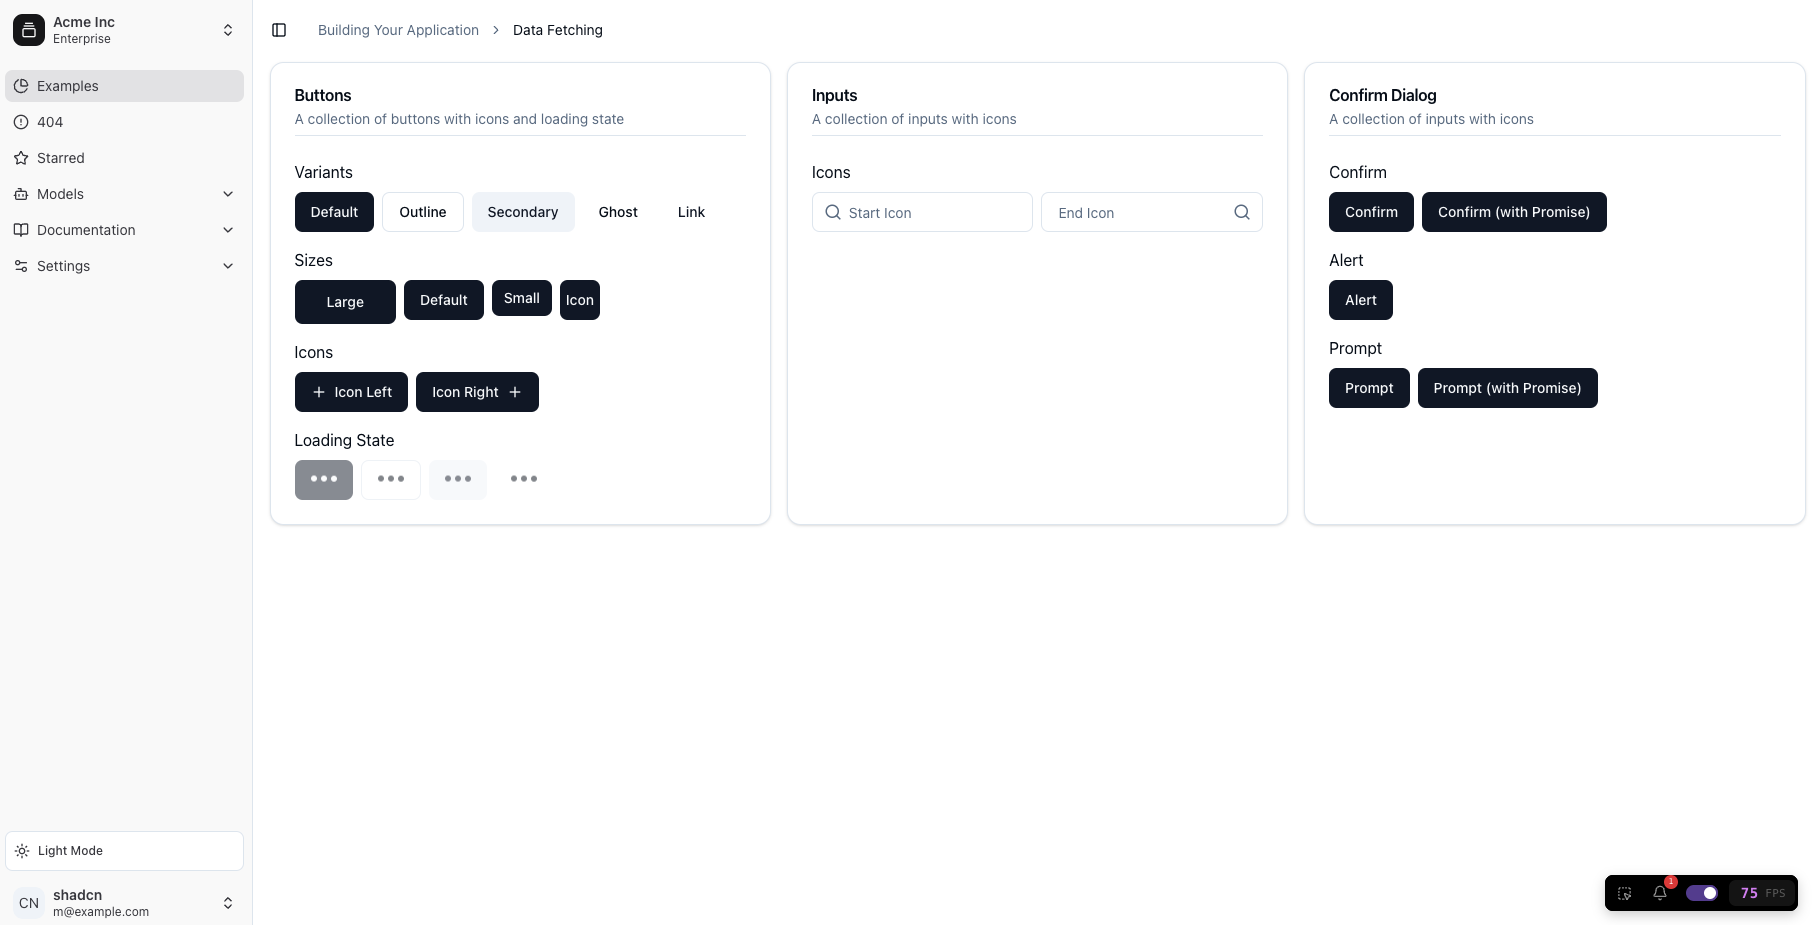 Acme Inc
Enterprise
Examples
404
Starred
Models
Documentation
Settings
Light Mode
CN
shadcn
m@example.com
Building Your Application > Data Fetching
Buttons
A collection of buttons with icons and loading state
Variants
Default Outline Secondary Ghost Link
Sizes
Large Default Small Icon
Icons
Icon Left Icon Right
Loading State
Inputs
A collection of inputs with icons
Icons
Start Icon End Icon
Confirm Dialog
A collection of inputs with icons
Confirm
Confirm Confirm (with Promise)
Alert
Alert
Prompt
Prompt Prompt (with Promise)
1
75 FPS